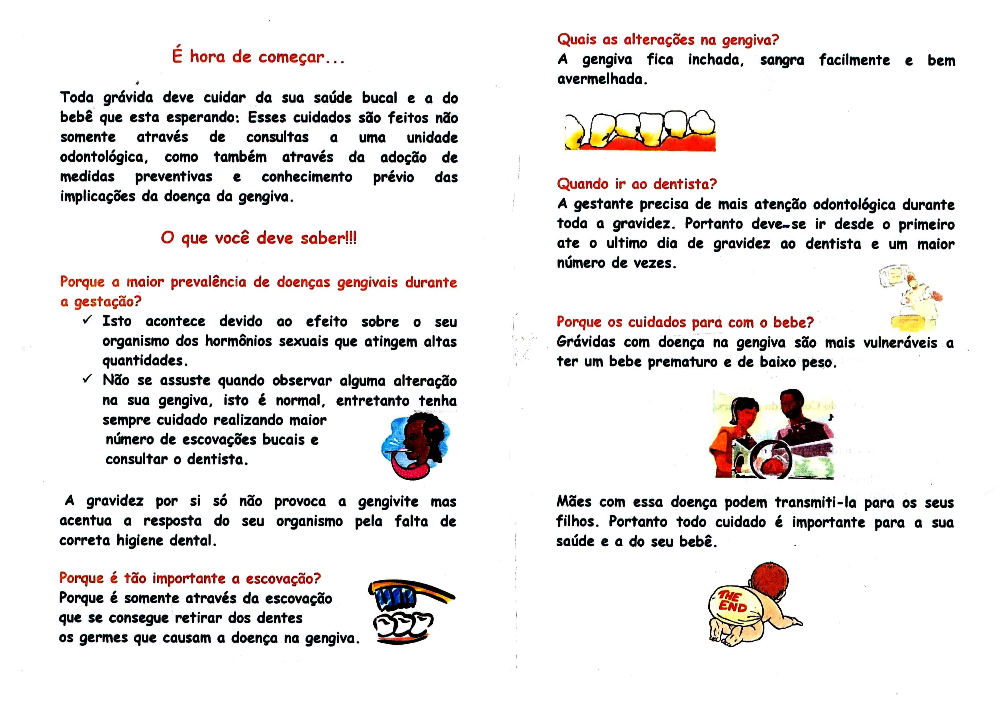 É hora de começar...
Toda grávida deve cuidar da sua saúde bucal e a do
bebê que esta esperando: Esses cuidados são feitos não
somente através de consultas a uma unidade
odontológica, como também através da adoção de
medidas preventivas e conhecimento prévio das
implicações da doença da gengiva.
O que você deve saber!!!
Porque a maior prevalência de doenças gengivais durante
a gestação?
✓ Isto acontece devido ao efeito sobre o seu
organismo dos hormônios sexuais que atingem altas
quantidades.
✓ Não se assuste quando observar alguma alteração
na sua gengiva, isto é normal, entretanto tenha
sempre cuidado realizando maior
número de escovações bucais e
consultar o dentista.
A gravidez por si só não provoca a gengivite mas
acentua a resposta do seu organismo pela falta de
correta higiene dental.
Porque é tão importante a escovação?
Porque é somente através da escovação
que se consegue retirar dos dentes
os germes que causam a doença na gengiva.
Quais as alterações na gengiva?
A gengiva fica inchada, sangra facilmente e bem
avermelhada.
Quando ir ao dentista?
A gestante precisa de mais atenção odontológica durante
toda a gravidez. Portanto deve-se ir desde o primeiro
ate o ultimo dia de gravidez ao dentista e um maior
número de vezes.
Porque os cuidados para com o bebe?
Grávidas com doença na gengiva são mais vulneráveis a
ter um bebe prematuro e de baixo peso.
Mães com essa doença podem transmiti-la para os seus
filhos. Portanto todo cuidado é importante para a sua
saúde e a do seu bebê.
THE
END